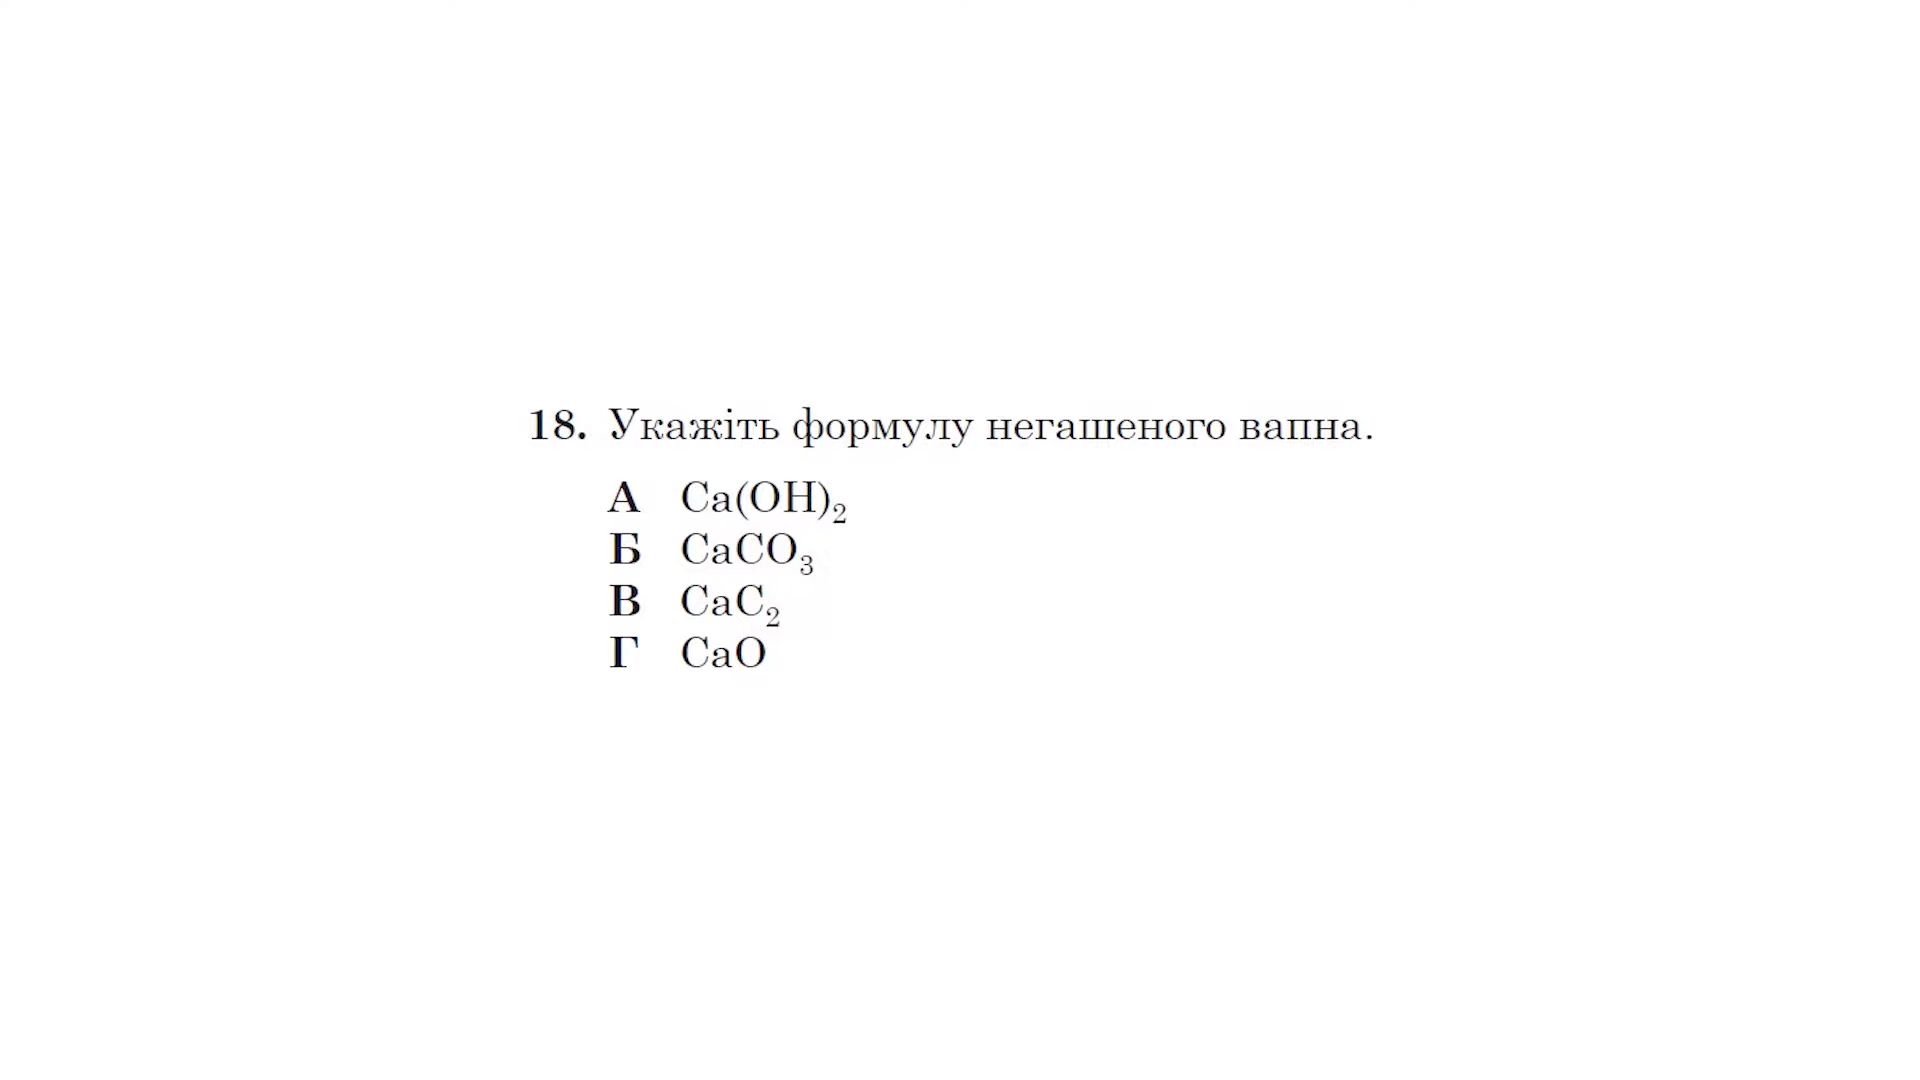 18. Укажіть формулу негашеного вапна.
А Ca(OH)₂
Б CaCO₃
В CaC₂
Г CaO